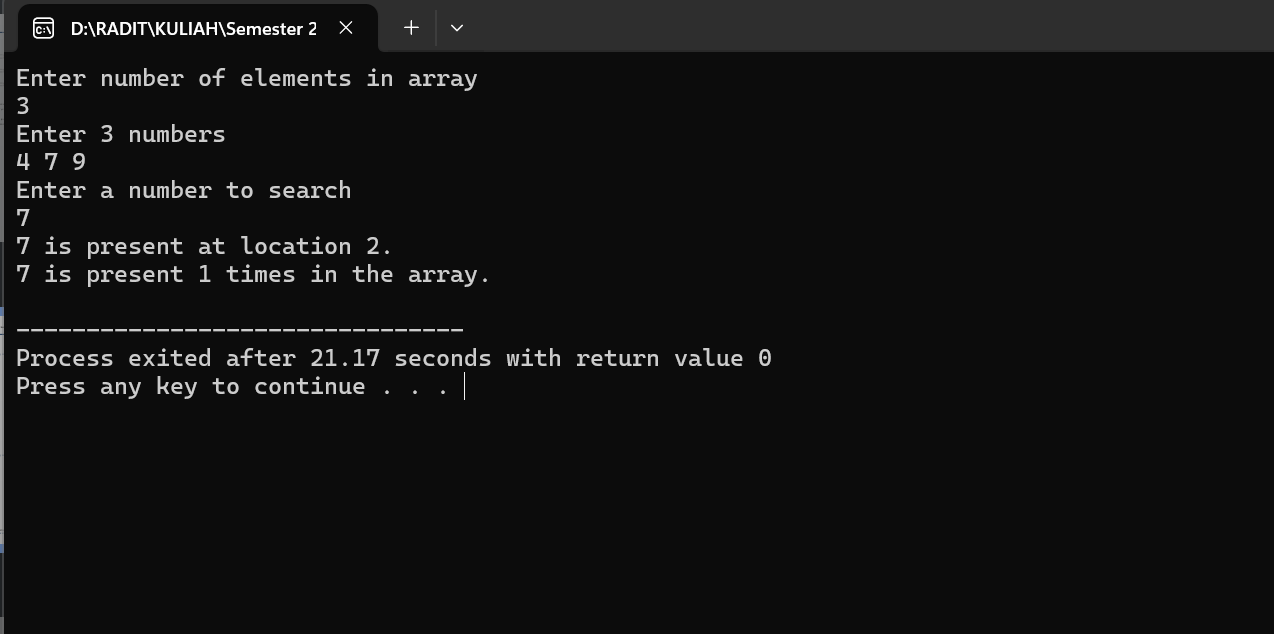 D:\RADIT\KULIAH\Semester 2
Enter number of elements in array
3
Enter 3 numbers
4 7 9
Enter a number to search
7
7 is present at location 2.
7 is present 1 times in the array.
--------------------------------
Process exited after 21.17 seconds with return value 0
Press any key to continue . . .